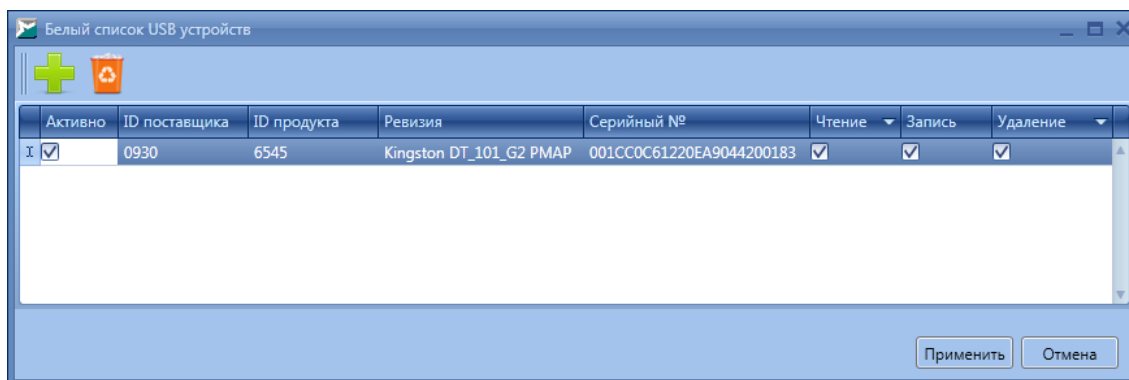 Белый список USB устройств
Активно ID поставщика ID продукта Ревизия Серийный № Чтение Запись Удаление
0930 6545 Kingston DT_101_G2 PMAP 001CC0C61220EA9044200183
Применить Отмена